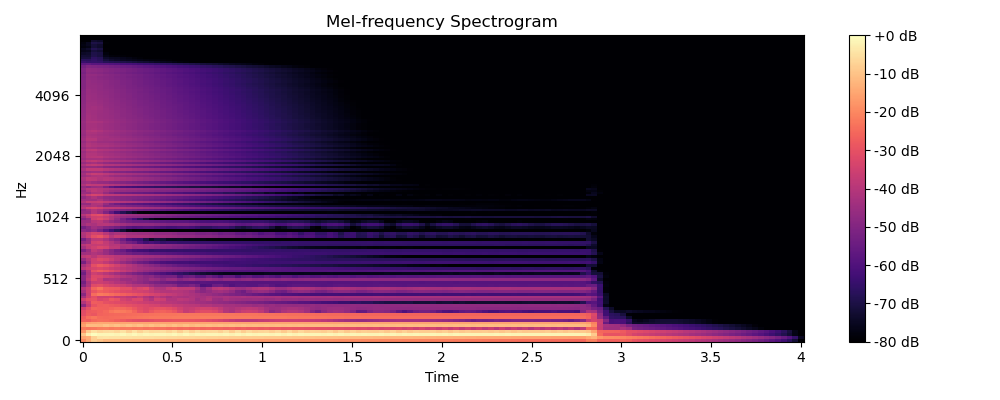 Mel-frequency Spectrogram
Hz
4096
2048
1024
512
0
0
0.5
1
1.5
2
2.5
3
3.5
4
Time
+0 dB
-10 dB
-20 dB
-30 dB
-40 dB
-50 dB
-60 dB
-70 dB
-80 dB